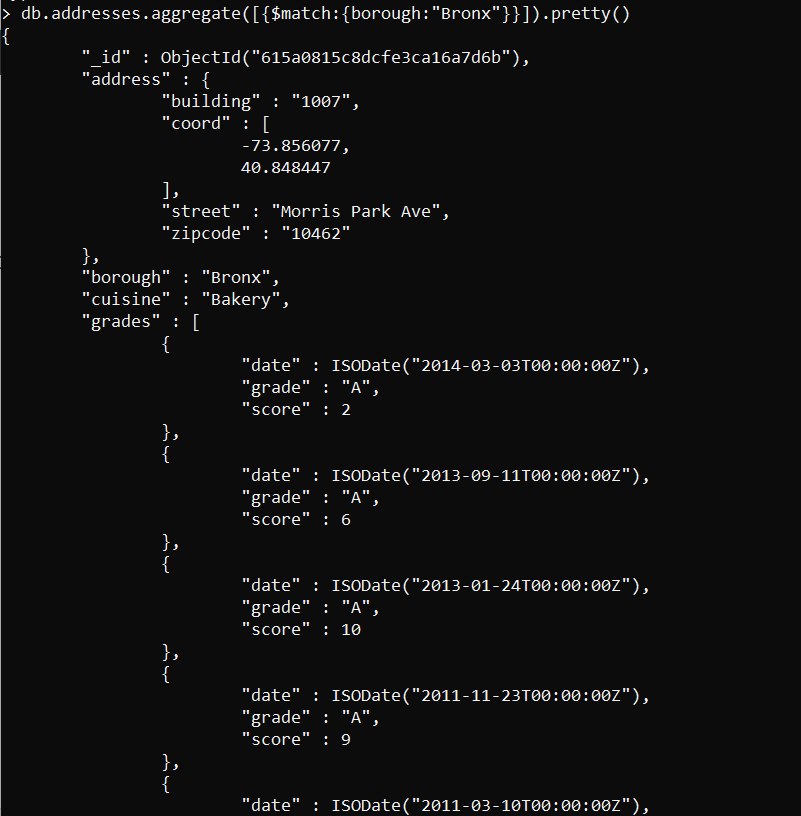 > db.addresses.aggregate([{$match:{borough:"Bronx"}}]).pretty()
{
        "_id" : ObjectId("615a0815c8dcfe3ca16a7d6b"),
        "address" : {
                "building" : "1007",
                "coord" : [
                        -73.856077,
                        40.848447
                ],
                "street" : "Morris Park Ave",
                "zipcode" : "10462"
        },
        "borough" : "Bronx",
        "cuisine" : "Bakery",
        "grades" : [
                {
                        "date" : ISODate("2014-03-03T00:00:00Z"),
                        "grade" : "A",
                        "score" : 2
                },
                {
                        "date" : ISODate("2013-09-11T00:00:00Z"),
                        "grade" : "A",
                        "score" : 6
                },
                {
                        "date" : ISODate("2013-01-24T00:00:00Z"),
                        "grade" : "A",
                        "score" : 10
                },
                {
                        "date" : ISODate("2011-11-23T00:00:00Z"),
                        "grade" : "A",
                        "score" : 9
                },
                {
                        "date" : ISODate("2011-03-10T00:00:00Z"),